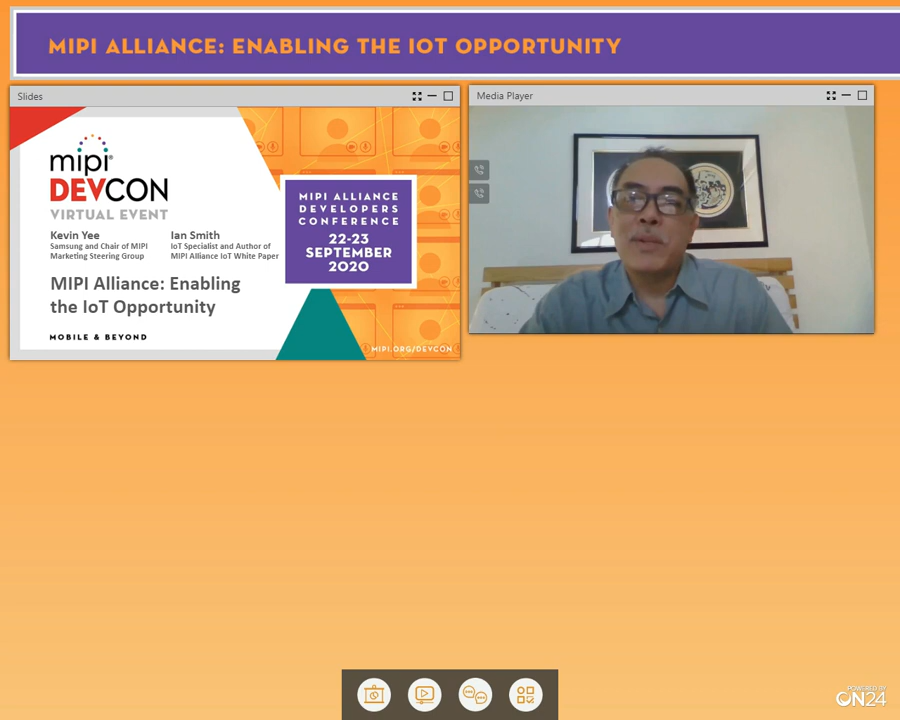 MIPI ALLIANCE: ENABLING THE IOT OPPORTUNITY
Slides
Media Player
mipi®
DEVCON
VIRTUAL EVENT
Kevin Yee
Samsung and Chair of MIPI
Marketing Steering Group
Ian Smith
IoT Specialist and Author of
MIPI Alliance IoT White Paper
MIPI Alliance: Enabling
the IoT Opportunity
MOBILE & BEYOND
MIPI ALLIANCE
DEVELOPERS
CONFERENCE
22-23
SEPTEMBER
2020
MIPI.ORG/DEVCON
POWERED BY
ON24